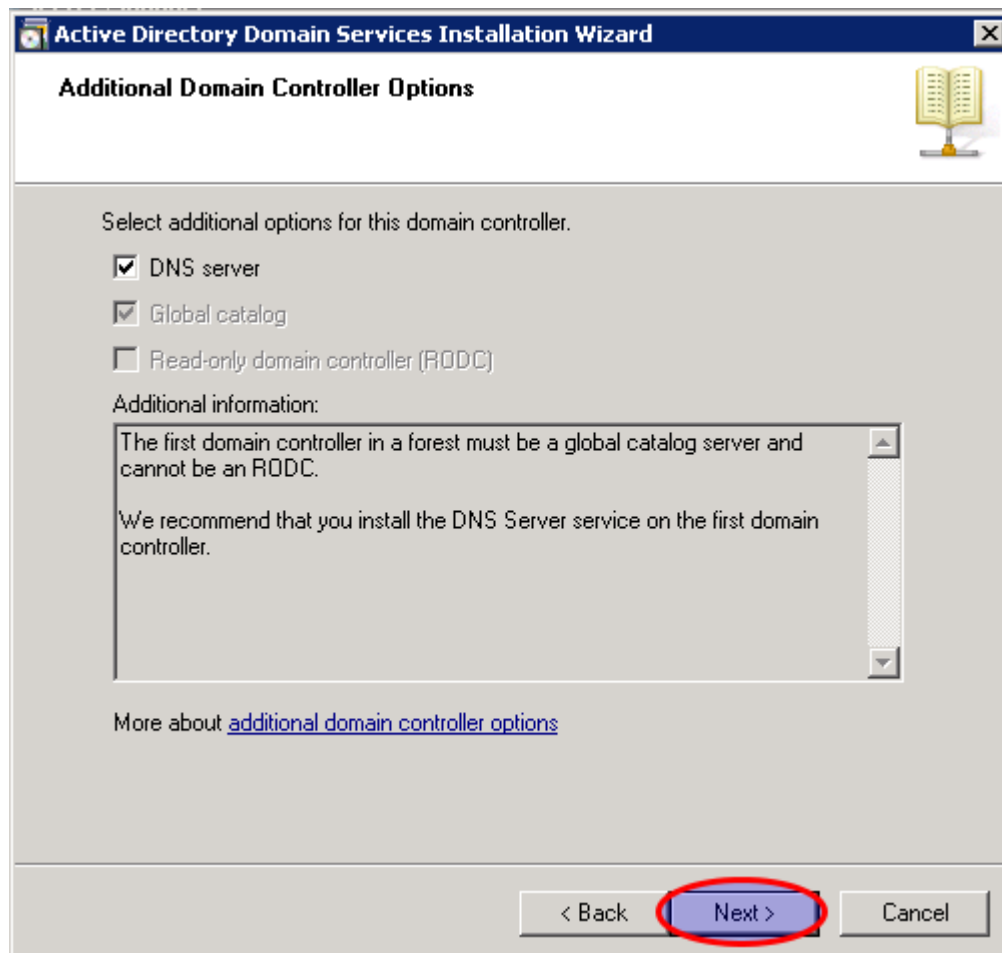 Active Directory Domain Services Installation Wizard
Additional Domain Controller Options
Select additional options for this domain controller.
DNS server
Global catalog
Read-only domain controller (RODC)
Additional information:
The first domain controller in a forest must be a global catalog server and
cannot be an RODC.
We recommend that you install the DNS Server service on the first domain
controller.
More about additional domain controller options
< Back Next > Cancel